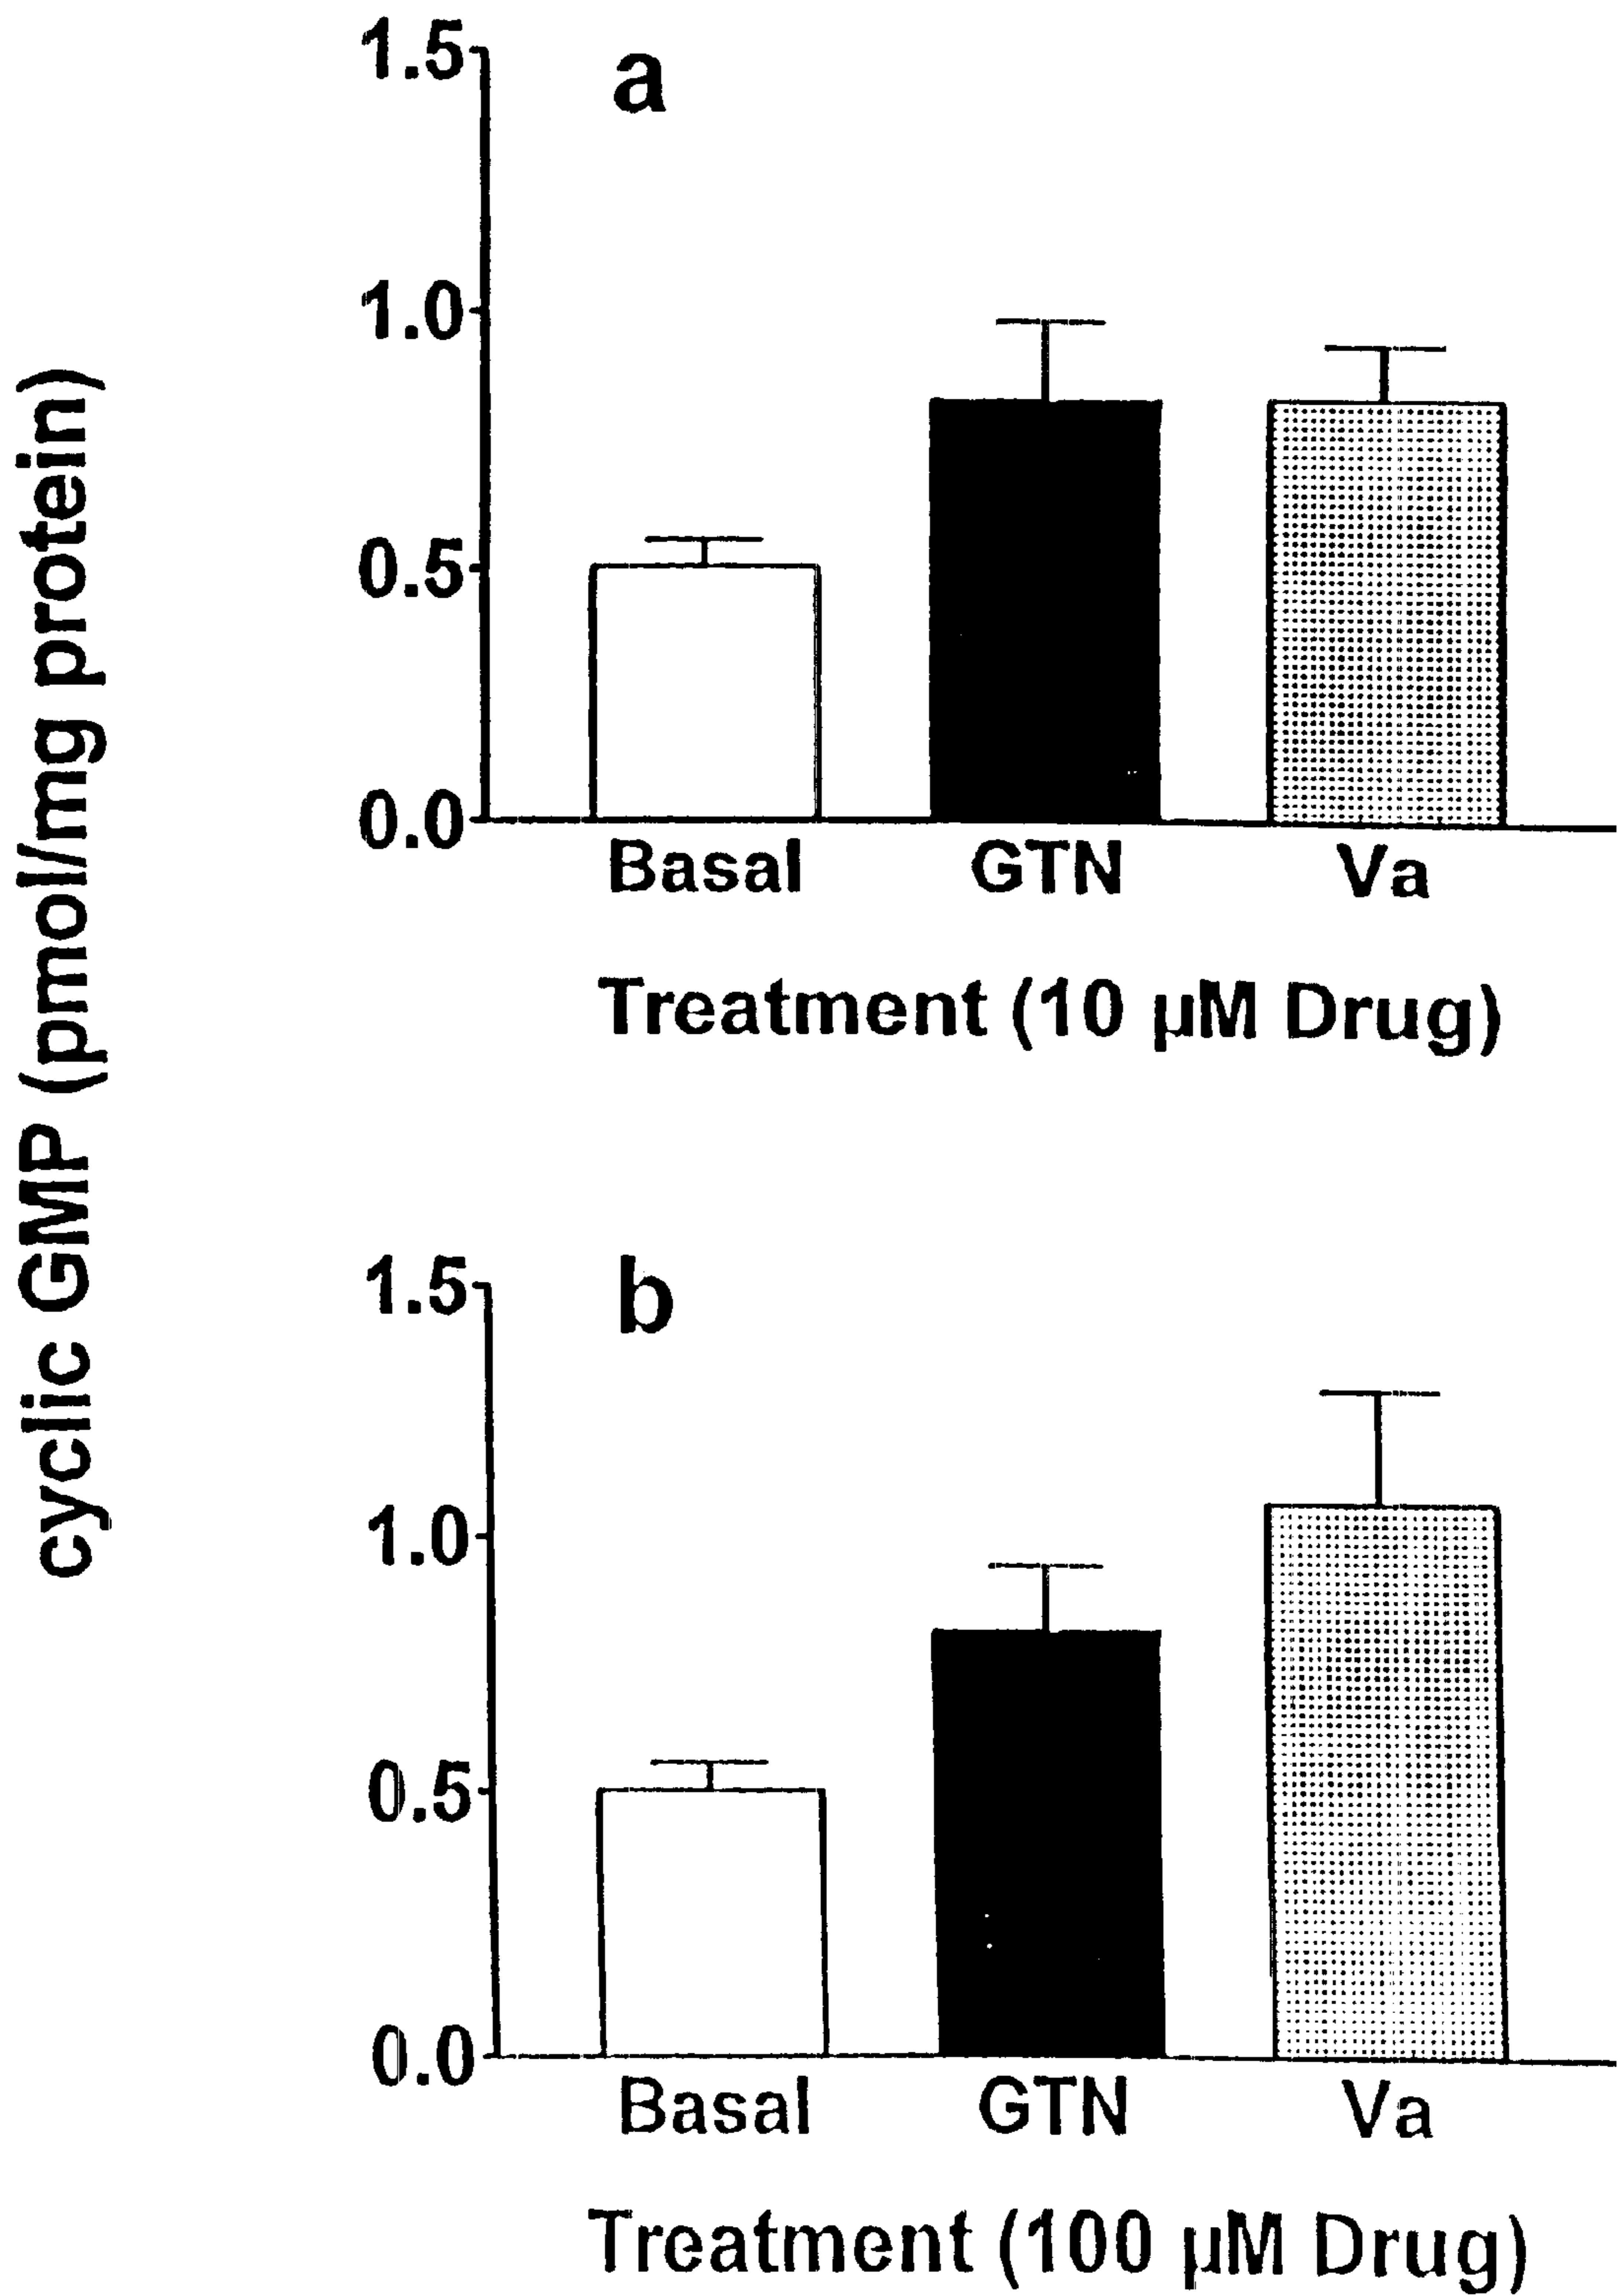 cyclic GMP (pmol/mg protein)
a
1.5
1.0
0.5
0.0
Basal GTN Va
Treatment (10 µM Drug)
b
1.5
1.0
0.5
0.0
Basal GTN Va
Treatment (100 µM Drug)